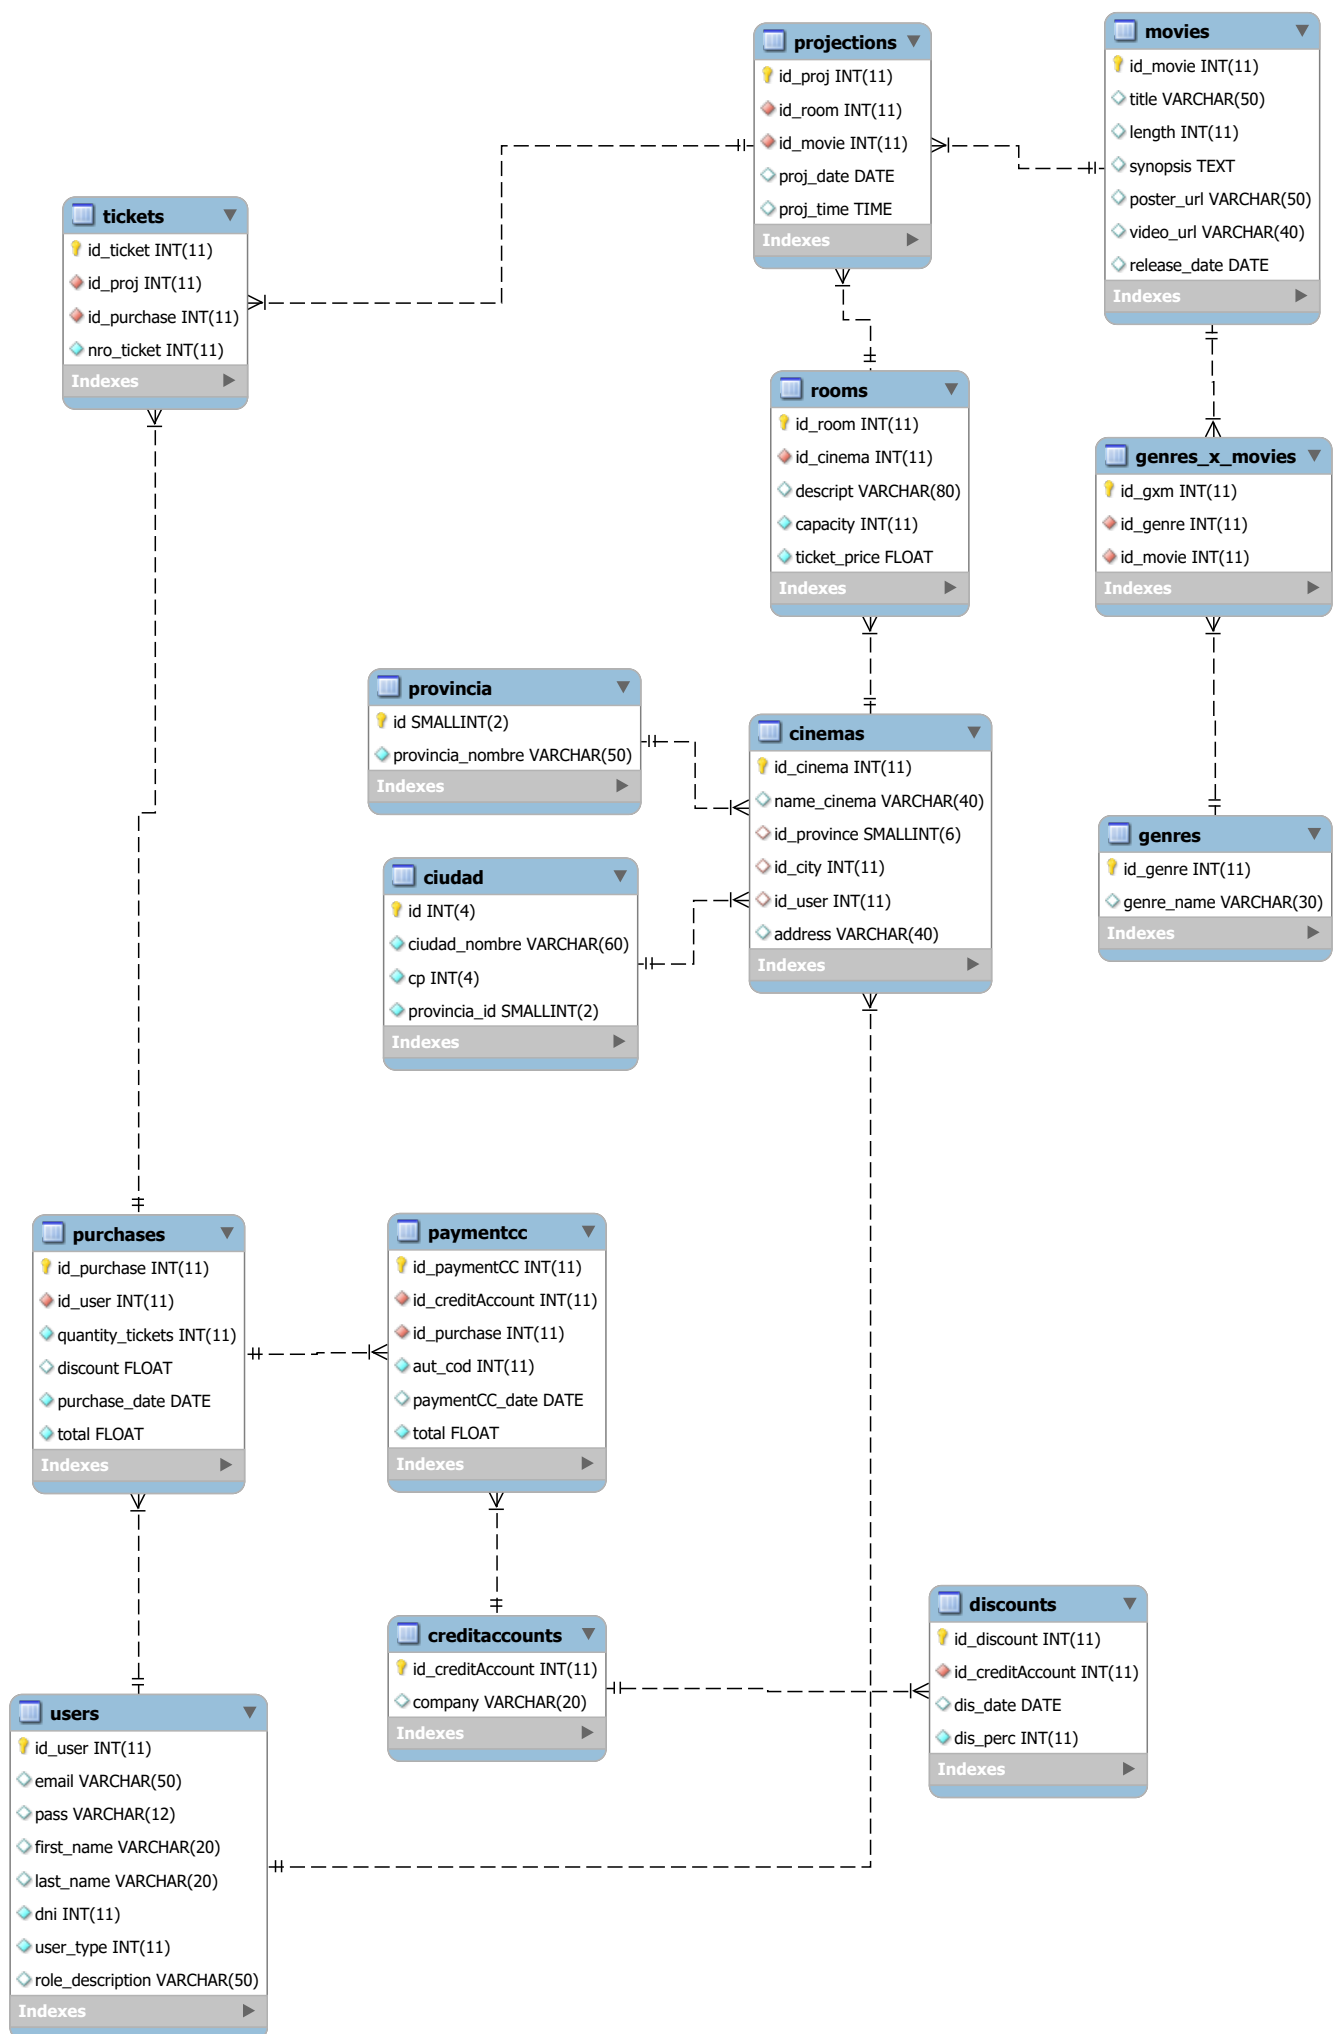 projections
id_proj INT(11)
id_room INT(11)
id_movie INT(11)
proj_date DATE
proj_time TIME
Indexes
movies
id_movie INT(11)
title VARCHAR(50)
length INT(11)
synopsis TEXT
poster_url VARCHAR(50)
video_url VARCHAR(40)
release_date DATE
Indexes
tickets
id_ticket INT(11)
id_proj INT(11)
id_purchase INT(11)
nro_ticket INT(11)
Indexes
rooms
id_room INT(11)
id_cinema INT(11)
descript VARCHAR(80)
capacity INT(11)
ticket_price FLOAT
Indexes
genres_x_movies
id_gxm INT(11)
id_genre INT(11)
id_movie INT(11)
Indexes
provincia
id SMALLINT(2)
provincia_nombre VARCHAR(50)
Indexes
cinemas
id_cinema INT(11)
name_cinema VARCHAR(40)
id_province SMALLINT(6)
id_city INT(11)
id_user INT(11)
address VARCHAR(40)
Indexes
genres
id_genre INT(11)
genre_name VARCHAR(30)
Indexes
ciudad
id INT(4)
ciudad_nombre VARCHAR(60)
cp INT(4)
provincia_id SMALLINT(2)
Indexes
purchases
id_purchase INT(11)
id_user INT(11)
quantity_tickets INT(11)
discount FLOAT
purchase_date DATE
total FLOAT
Indexes
paymentcc
id_paymentCC INT(11)
id_creditAccount INT(11)
id_purchase INT(11)
aut_cod INT(11)
paymentCC_date DATE
total FLOAT
Indexes
creditaccounts
id_creditAccount INT(11)
company VARCHAR(20)
Indexes
discounts
id_discount INT(11)
id_creditAccount INT(11)
dis_date DATE
dis_perc INT(11)
Indexes
users
id_user INT(11)
email VARCHAR(50)
pass VARCHAR(12)
first_name VARCHAR(20)
last_name VARCHAR(20)
dni INT(11)
user_type INT(11)
role_description VARCHAR(50)
Indexes